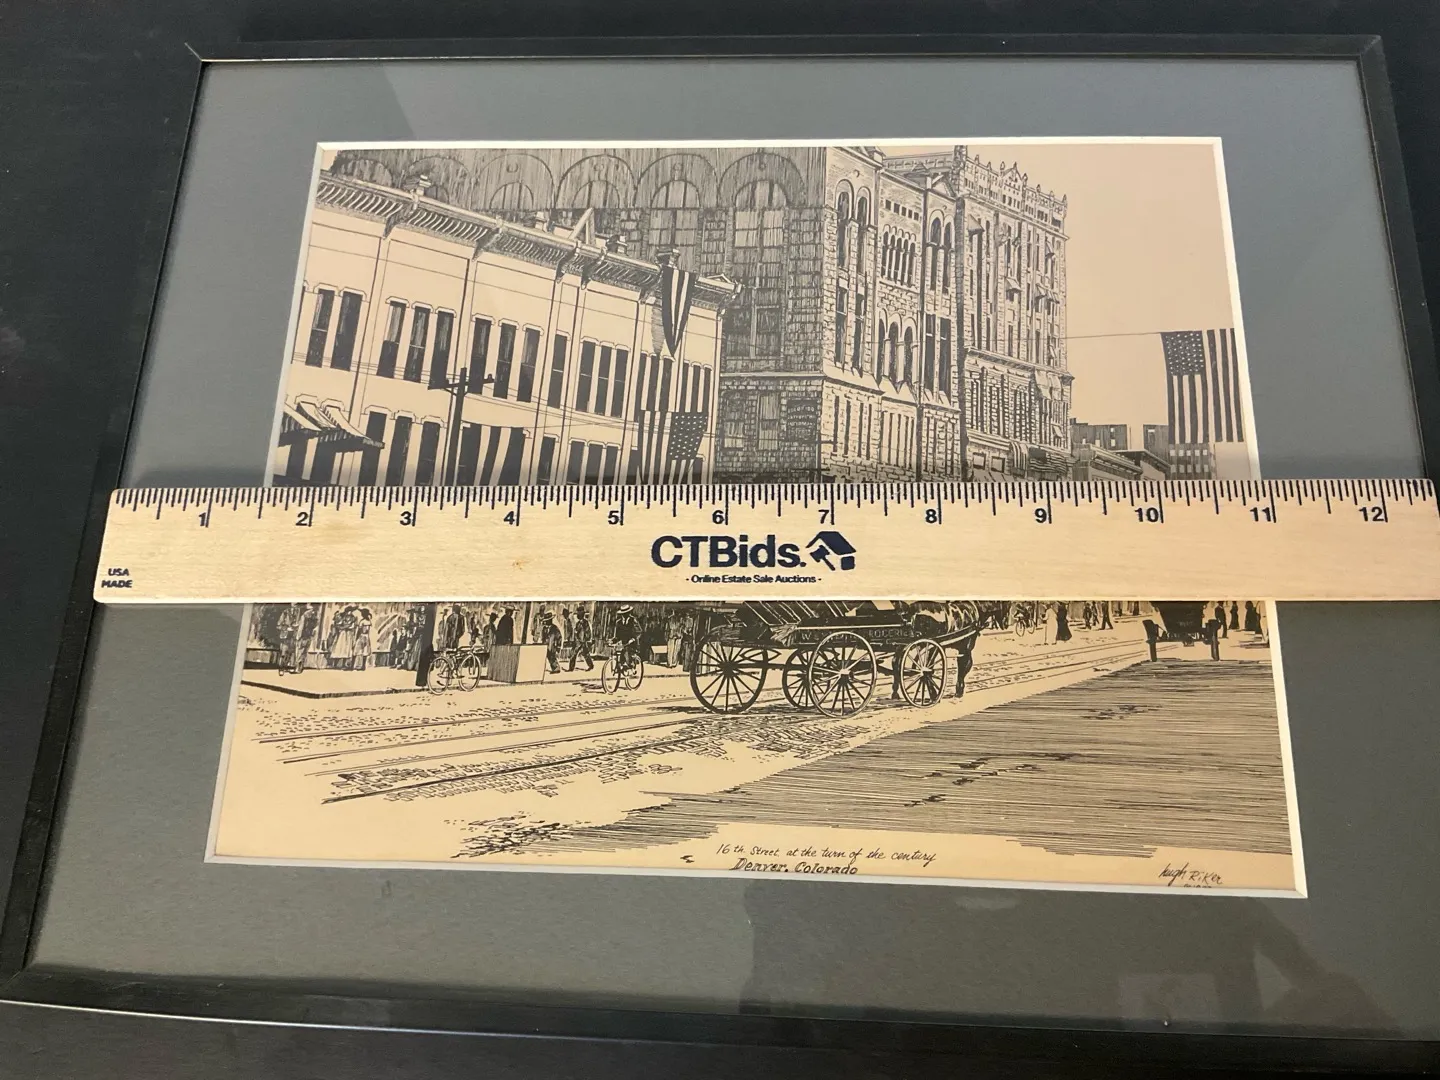 1 2 3 4 5 6 7 8 9 10 11 12
CTBids.
- Online Estate Sale Auctions -
USA
MADE
16th Street, at the turn of the century
Denver, Colorado
Hugh Riker